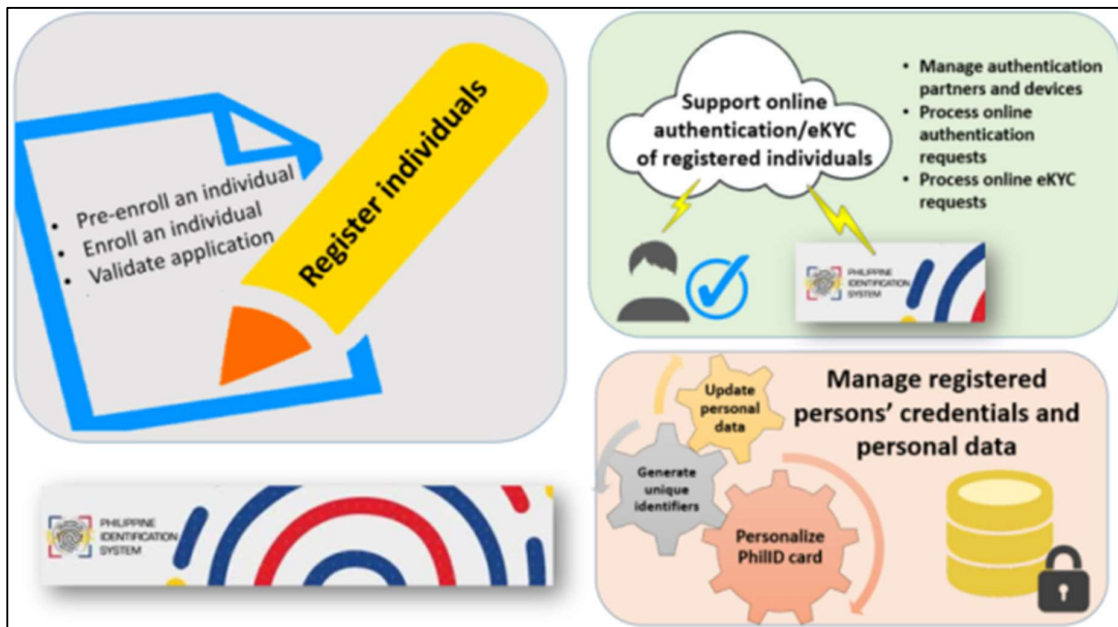 • Pre-enroll an individual
• Enroll an individual
• Validate application
Register individuals
Support online
authentication/eKYC
of registered individuals
• Manage authentication
partners and devices
• Process online
authentication
requests
• Process online eKYC
requests
PHILIPPINE
IDENTIFICATION
SYSTEM
Manage registered
persons’ credentials and
personal data
Update
personal
data
Generate
unique
identifiers
Personalize
PhilID card
PHILIPPINE
IDENTIFICATION
SYSTEM